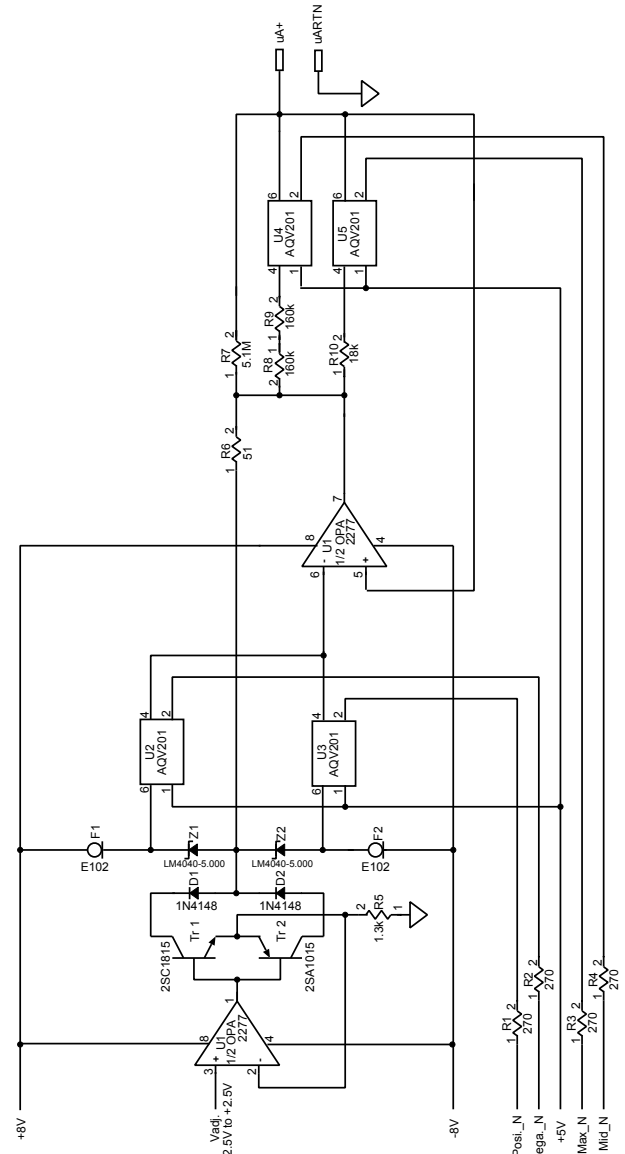 +8V
Vadj.
2.5V to +2.5V
-8V
Posi._N
ega._N
+5V
Max_N
Mid_N
3
2
+
-
8
4
1
U1
1/2 OPA
2277
2SC1815
Tr 1
Tr 2
2SA1015
D1
1N4148
D2
1N4148
2
R5
1.3k
1
F1
E102
Z1
LM4040-5.000
Z2
LM4040-5.000
F2
E102
6
4
U2
AQV201
1
2
6
4
U3
AQV201
1
2
6
5
-
+
8
4
7
U1
1/2 OPA
2277
1
R6
2
51
1
R7
2
5.1M
2
R8
1
160k
1
R9
2
160k
1
R10
2
18k
4
6
U4
AQV201
1
2
4
6
U5
AQV201
1
2
uA+
uARTN
1
R1
2
270
1
R2
2
270
1
R3
2
270
1
R4
2
270